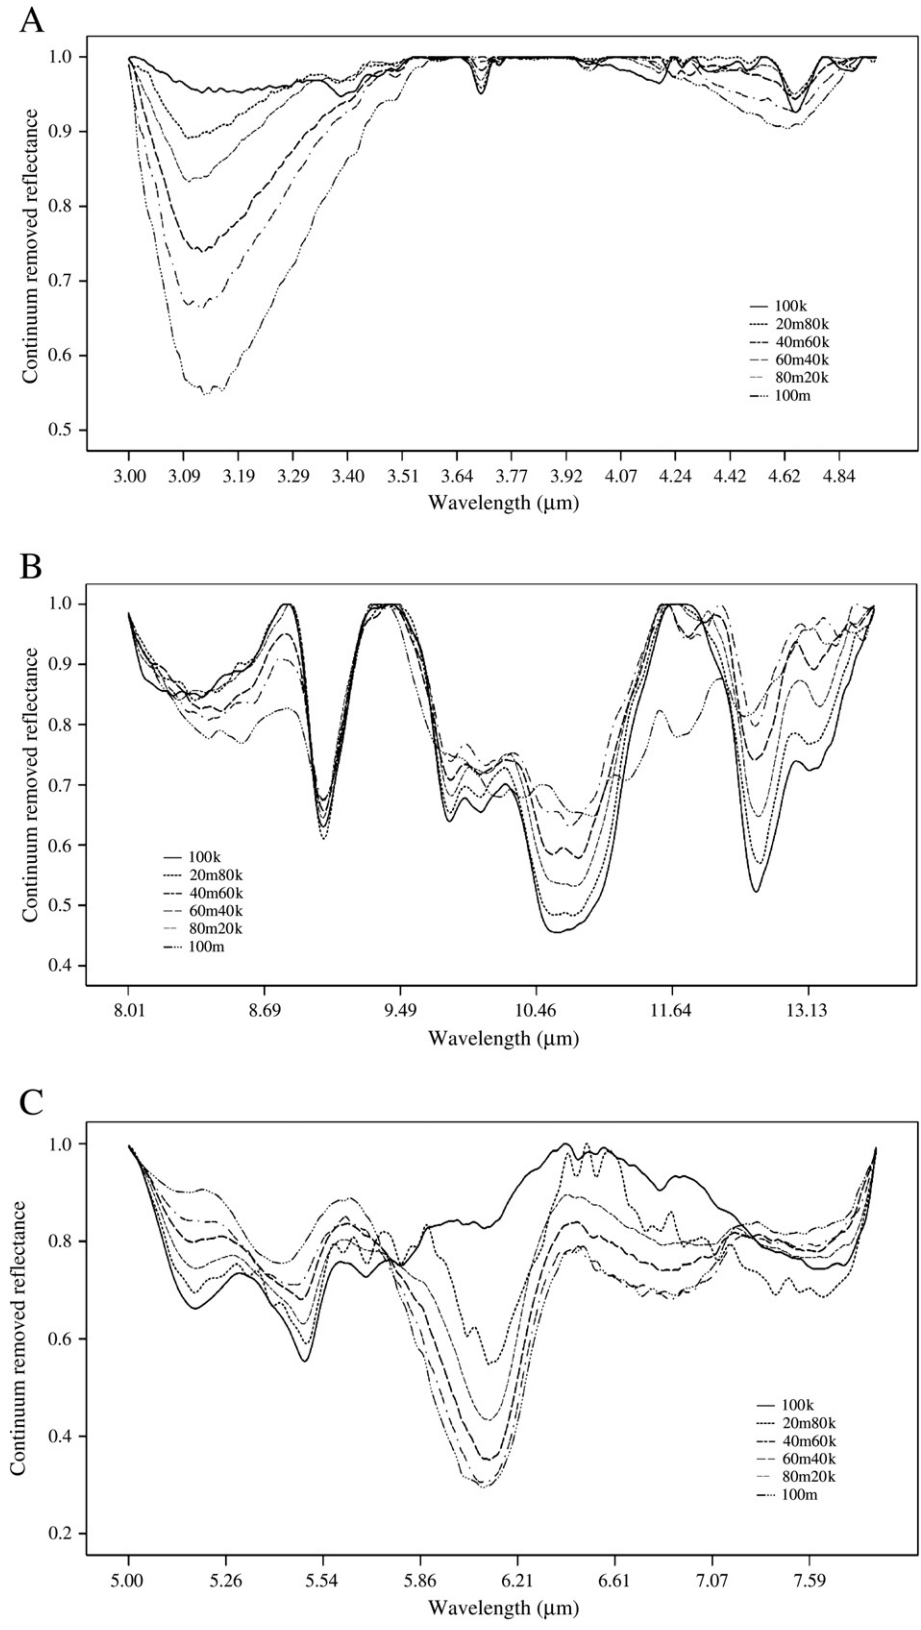 A
Continuum removed reflectance
1.0
0.9
0.8
0.7
0.6
0.5
100k
20m80k
40m60k
60m40k
80m20k
100m
3.00 3.09 3.19 3.29 3.40 3.51 3.64 3.77 3.92 4.07 4.24 4.42 4.62 4.84
Wavelength (μm)
B
Continuum removed reflectance
1.0
0.9
0.8
0.7
0.6
0.5
0.4
100k
20m80k
40m60k
60m40k
80m20k
100m
8.01 8.69 9.49 10.46 11.64 13.13
Wavelength (μm)
C
Continuum removed reflectance
1.0
0.8
0.6
0.4
0.2
100k
20m80k
40m60k
60m40k
80m20k
100m
5.00 5.26 5.54 5.86 6.21 6.61 7.07 7.59
Wavelength (μm)